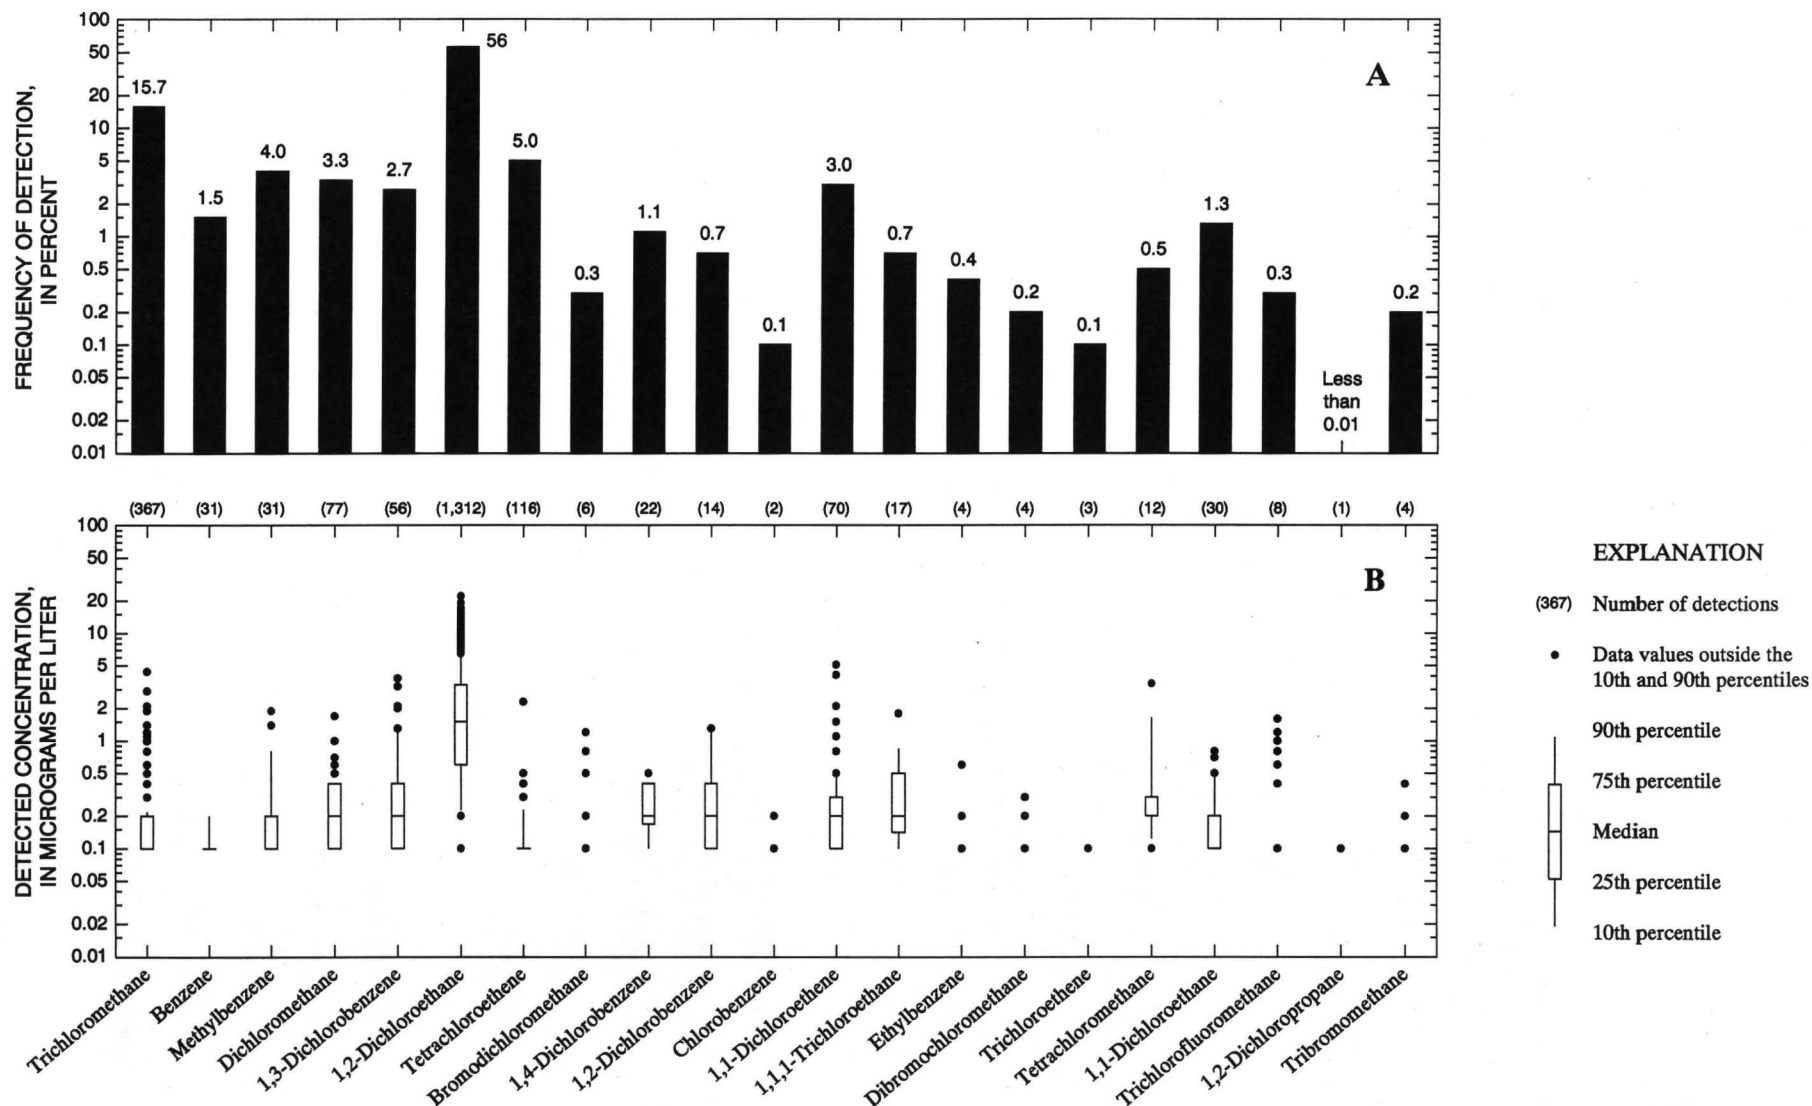 FREQUENCY OF DETECTION,
IN PERCENT
100
50
20
10
5
2
1
0.5
0.2
0.1
0.05
0.02
0.01
15.7
1.5
4.0
3.3
2.7
56
5.0
0.3
1.1
0.7
0.1
3.0
0.7
0.4
0.2
0.1
0.5
1.3
0.3
Less
than
0.01
0.2
A
DETECTED CONCENTRATION,
IN MICROGRAMS PER LITER
(367) (31) (31) (77) (56) (1,312) (116) (6) (22) (14) (2) (70) (17) (4) (4) (3) (12) (30) (8) (1) (4)
100
50
20
10
5
2
1
0.5
0.2
0.1
0.05
0.02
0.01
B
Trichloromethane
Benzene
Methylbenzene
Dichloromethane
1,3-Dichlorobenzene
1,2-Dichloroethane
Tetrachloroethene
Bromodichloromethane
1,4-Dichlorobenzene
1,2-Dichlorobenzene
Chlorobenzene
1,1-Dichloroethene
1,1,1-Trichloroethane
Ethylbenzene
Dibromochloromethane
Trichloroethene
Tetrachloromethane
1,1-Dichloroethane
Trichlorofluoromethane
1,2-Dichloropropane
Tribromomethane
EXPLANATION
(367) Number of detections
Data values outside the
10th and 90th percentiles
90th percentile
75th percentile
Median
25th percentile
10th percentile